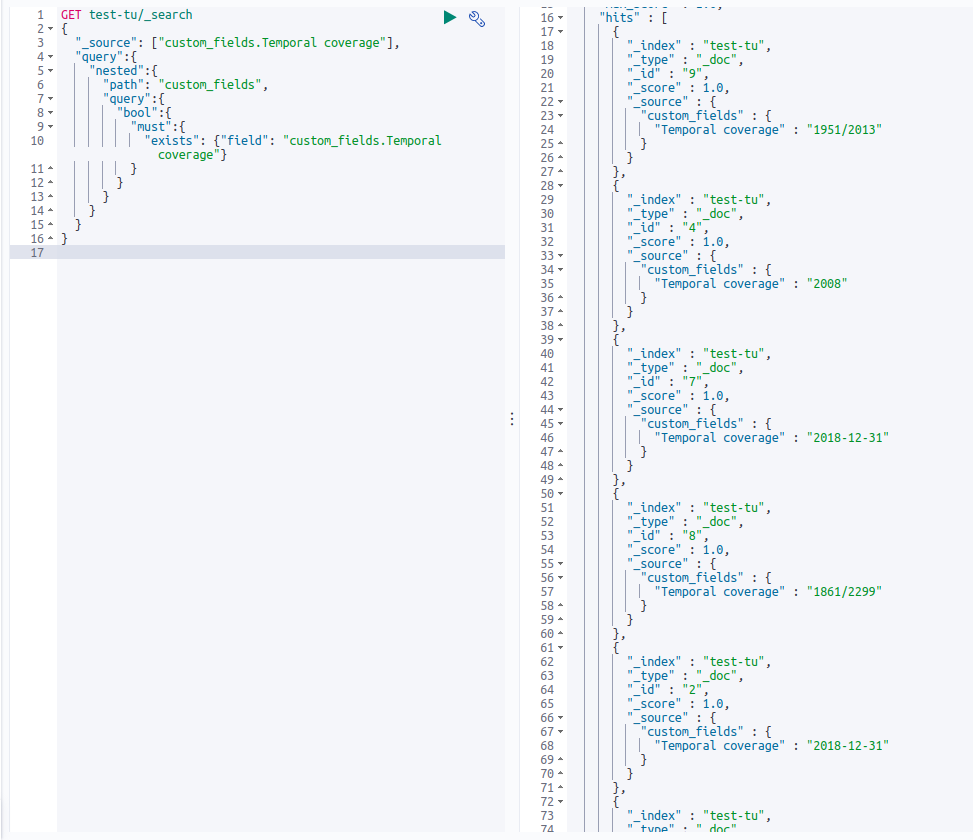 1 GET test-tu/_search
2 {
3 "_source": ["custom_fields.Temporal coverage"],
4 "query":{
5 "nested":{
6 "path": "custom_fields",
7 "query":{
8 "bool":{
9 "must":{
10 "exists": {"field": "custom_fields.Temporal
coverage"}
11 }
12 }
13 }
14 }
15 }
16 }
17
16 "hits" : [
17 {
18 "_index" : "test-tu",
19 "_type" : "_doc",
20 "_id" : "9",
21 "_score" : 1.0,
22 "_source" : {
23 "custom_fields" : {
24 "Temporal coverage" : "1951/2013"
25 }
26 }
27 },
28 {
29 "_index" : "test-tu",
30 "_type" : "_doc",
31 "_id" : "4",
32 "_score" : 1.0,
33 "_source" : {
34 "custom_fields" : {
35 "Temporal coverage" : "2008"
36 }
37 }
38 },
39 {
40 "_index" : "test-tu",
41 "_type" : "_doc",
42 "_id" : "7",
43 "_score" : 1.0,
44 "_source" : {
45 "custom_fields" : {
46 "Temporal coverage" : "2018-12-31"
47 }
48 }
49 },
50 {
51 "_index" : "test-tu",
52 "_type" : "_doc",
53 "_id" : "8",
54 "_score" : 1.0,
55 "_source" : {
56 "custom_fields" : {
57 "Temporal coverage" : "1861/2299"
58 }
59 }
60 },
61 {
62 "_index" : "test-tu",
63 "_type" : "_doc",
64 "_id" : "2",
65 "_score" : 1.0,
66 "_source" : {
67 "custom_fields" : {
68 "Temporal coverage" : "2018-12-31"
69 }
70 }
71 },
72 {
73 "_index" : "test-tu",
74 "_type" : "_doc",